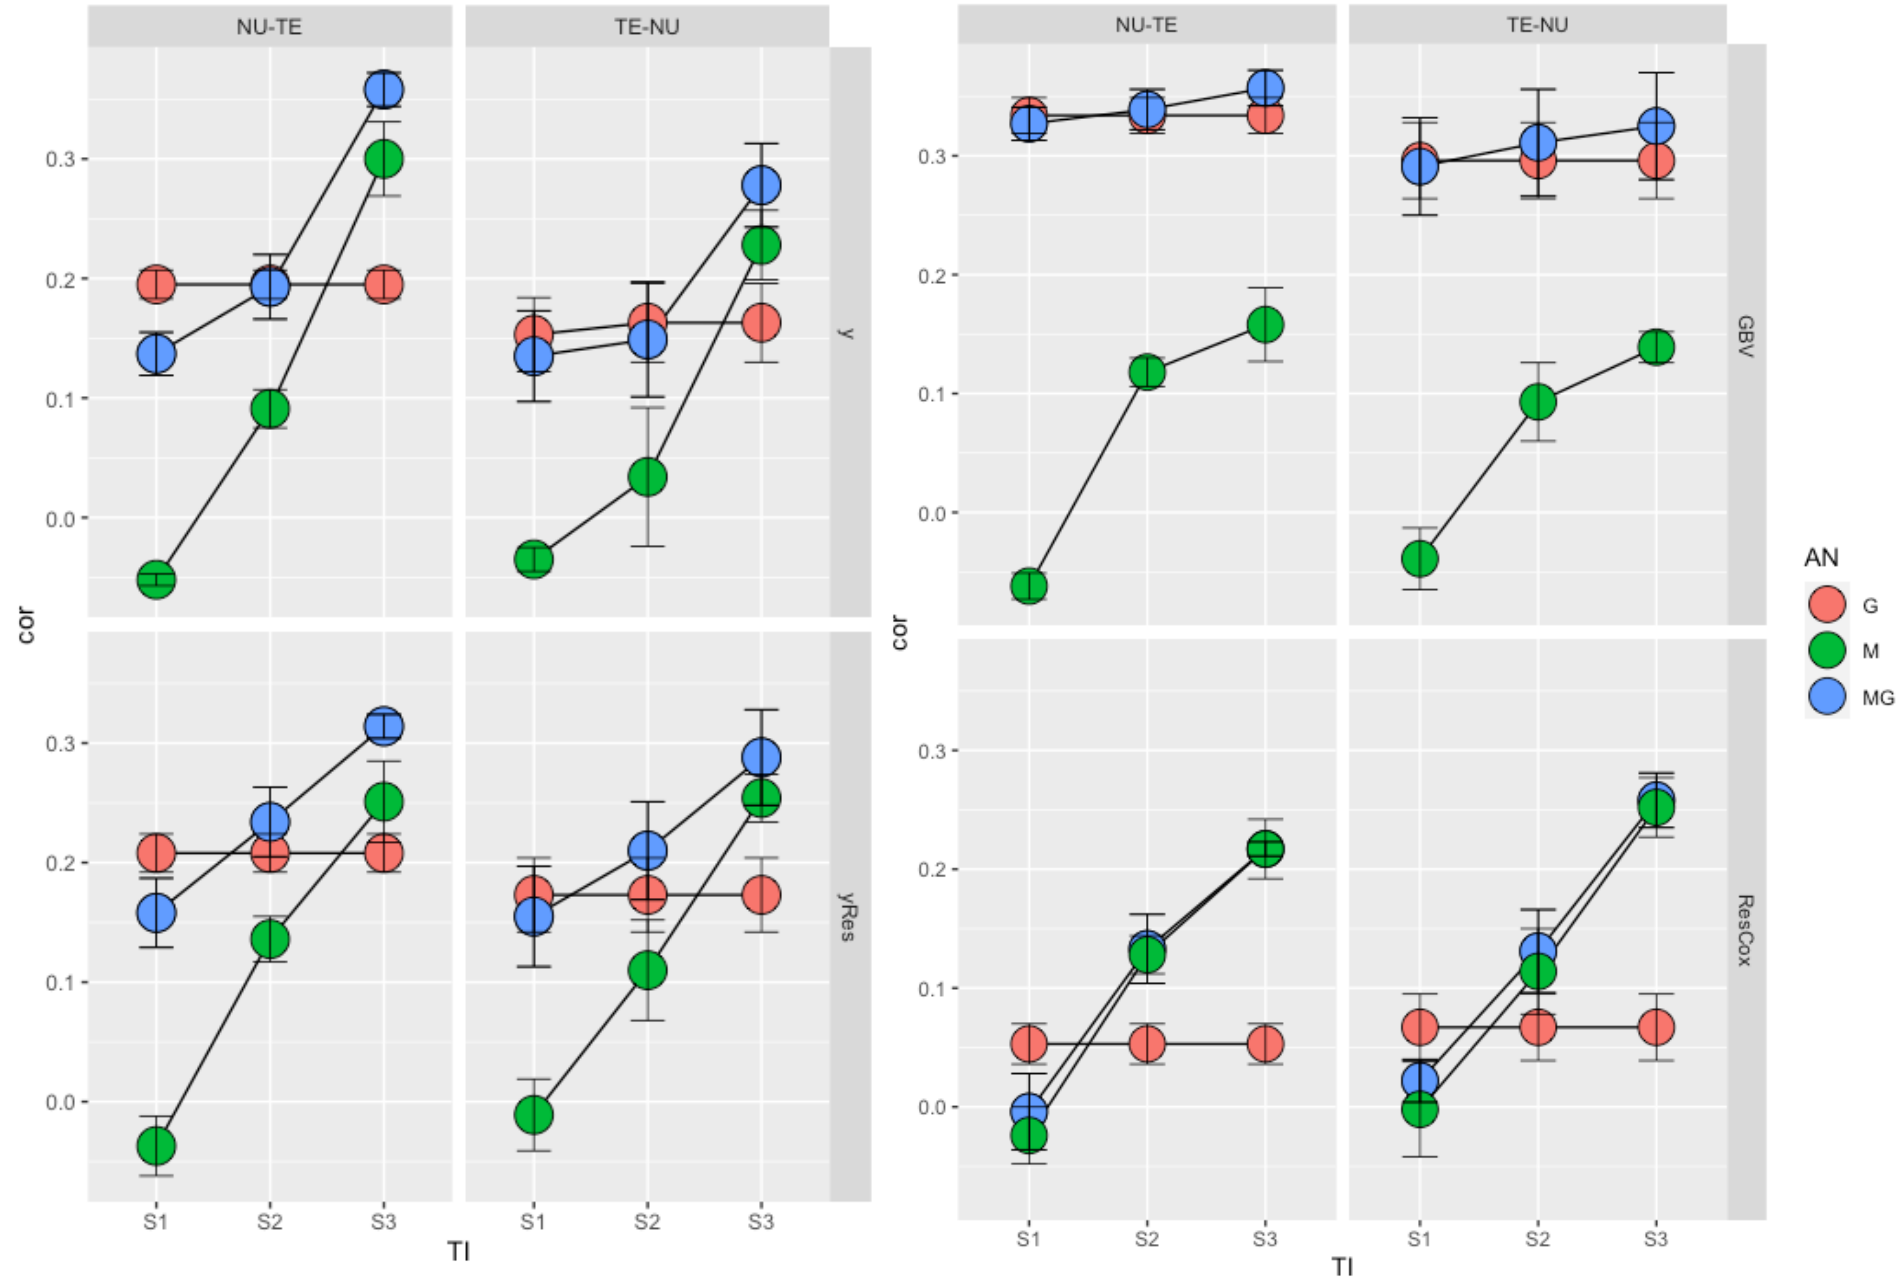 NU-TE TE-NU
0.3
0.2
0.1
0.0
y
cor
0.3
0.2
0.1
0.0
yRes
S1 S2 S3 S1 S2 S3
TI
NU-TE TE-NU
0.3
0.2
0.1
0.0
GBV
cor
0.3
0.2
0.1
0.0
ResCox
S1 S2 S3 S1 S2 S3
TI
AN
G
M
MG